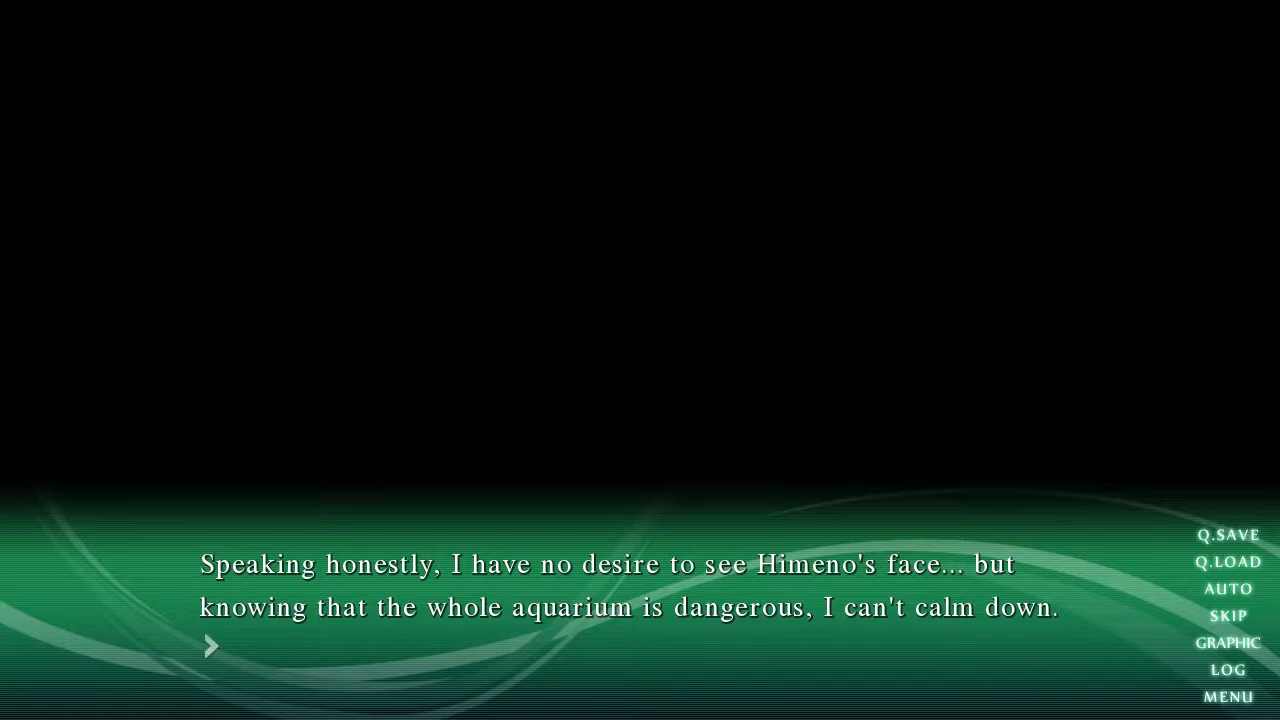 Speaking honestly, I have no desire to see Himeno's face... but
knowing that the whole aquarium is dangerous, I can't calm down.
Q.SAVE
Q.LOAD
AUTO
SKIP
GRAPHIC
LOG
MENU